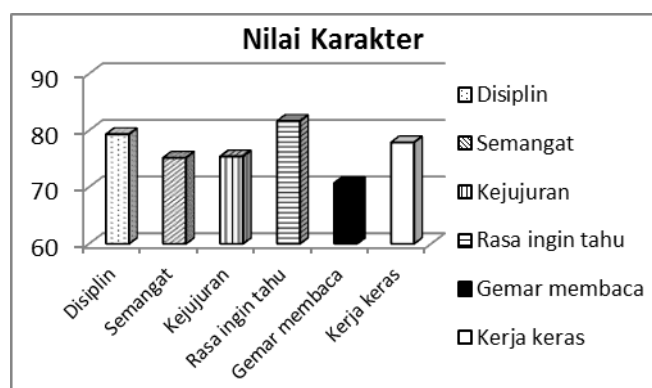 Nilai Karakter
90
80
70
60
Disiplin
Semangat
Kejujuran
Rasa ingin tahu
Gemar membaca
Kerja keras
Disiplin
Semangat
Kejujuran
Rasa ingin tahu
Gemar membaca
Kerja keras